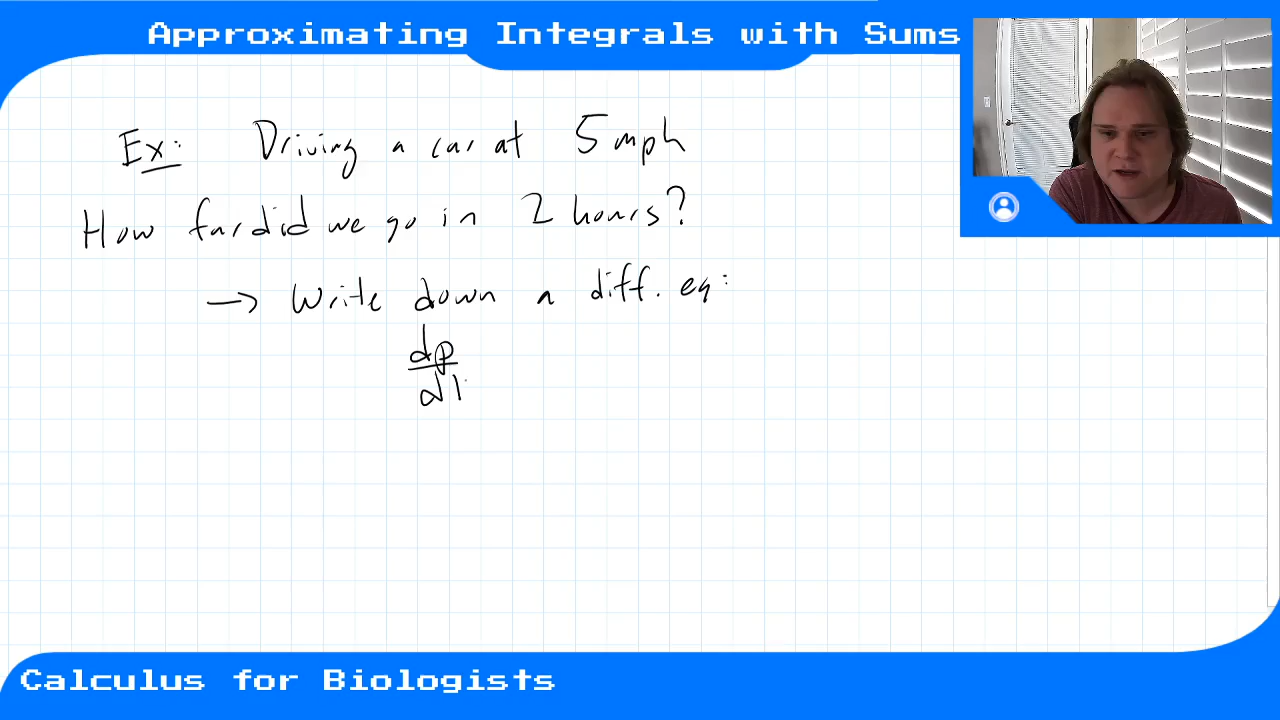 Approximating Integrals with Sums
Ex: Driving a car at 5 mph
How far did we go in 2 hours?
→ Write down a diff. eq:
dp
d
Calculus for Biologists